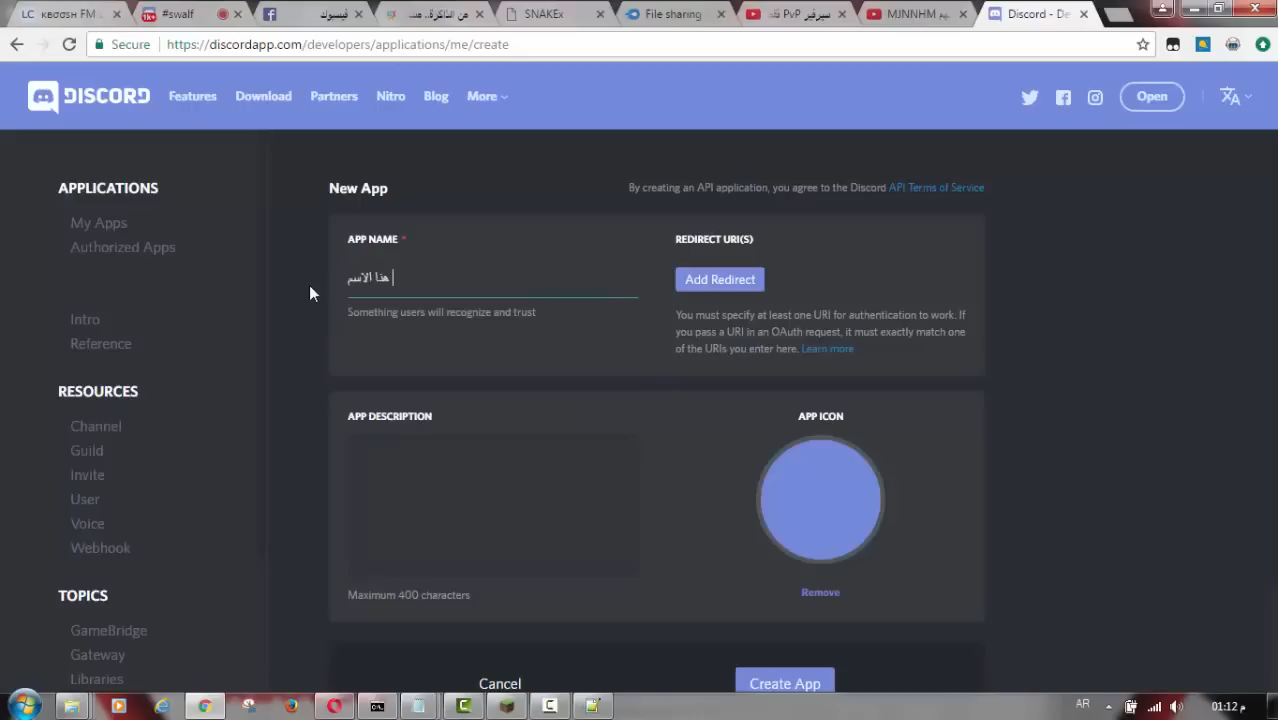 LC
#swalf
فيسبوك
SNAKEx
File sharing
MJNNHM
Discord - De
Secure
https://discordapp.com/developers/applications/me/create
DISCORD
Features
Download
Partners
Nitro
Blog
More
Open
APPLICATIONS
My Apps
Authorized Apps
Intro
Reference
RESOURCES
Channel
Guild
Invite
User
Voice
Webhook
TOPICS
GameBridge
Gateway
Libraries
New App
By creating an API application, you agree to the Discord API Terms of Service
APP NAME *
هنا الاسم
Something users will recognize and trust
REDIRECT URI(S)
Add Redirect
You must specify at least one URI for authentication to work. If
you pass a URI in an OAuth request, it must exactly match one
of the URIs you enter here. Learn more
APP DESCRIPTION
Maximum 400 characters
APP ICON
Remove
Cancel
Create App
AR
01:12 م